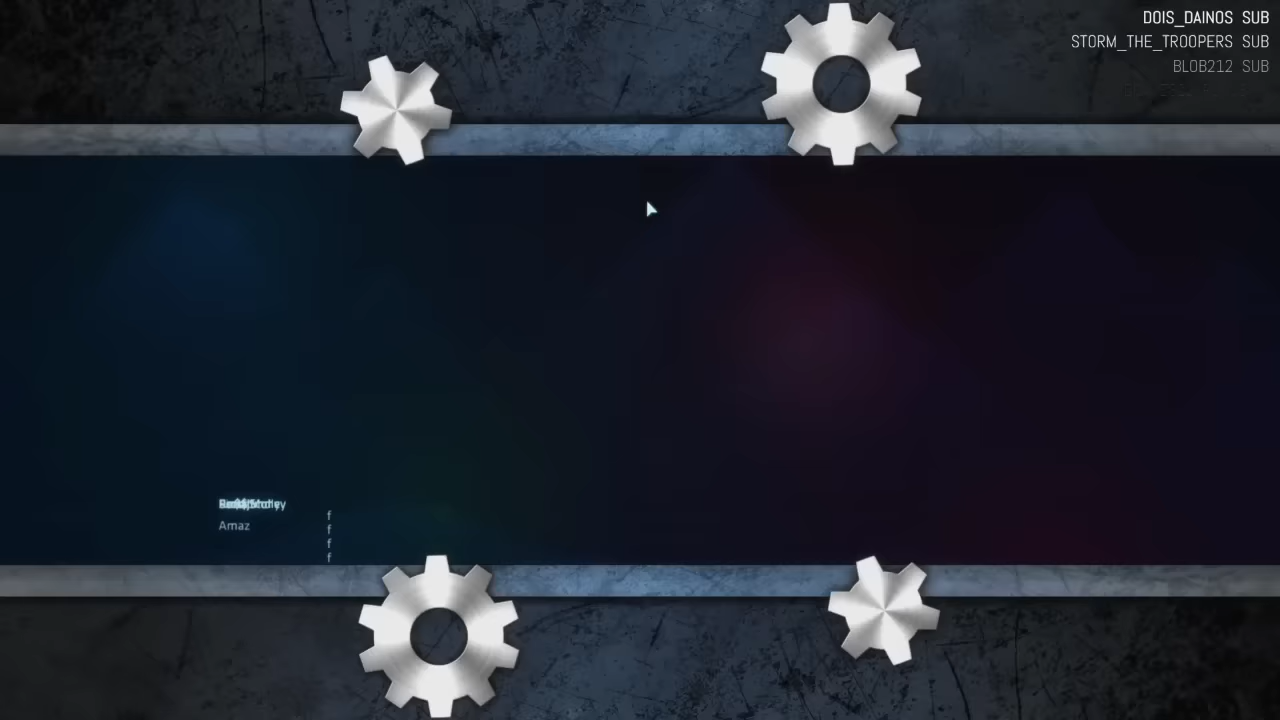 DOIS_DAINOS SUB
STORM_THE_TROOPERS SUB
BLOB212 SUB
Amaz
f
f
f
f